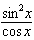 sin²x
cos x